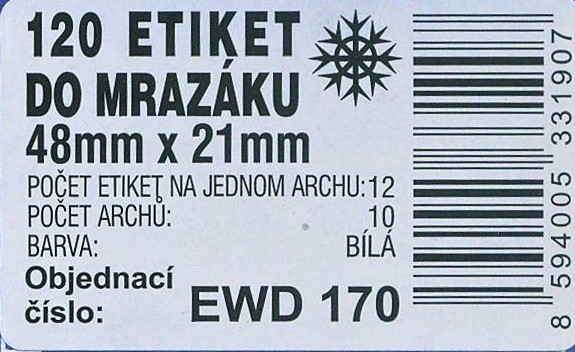 120 ETIKET
DO MRAZÁKU
48mm x 21mm
POČET ETIKET NA JEDNOM ARCHU: 12
POČET ARCHŮ: 10
BARVA: BÍLÁ
Objednací
číslo: EWD 170
8 594005 331907